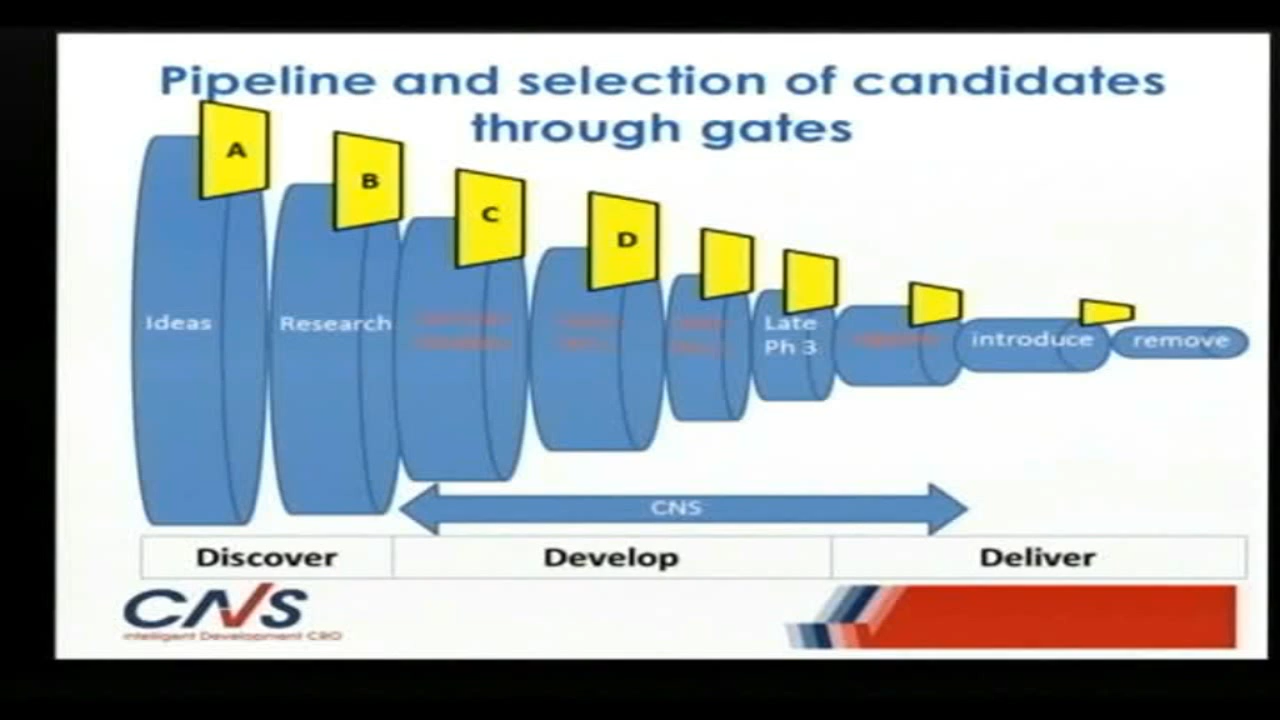 Pipeline and selection of candidates
through gates
A
B
C
D
Ideas
Research
Late
Ph 3
introduce
remove
CNS
Discover
Develop
Deliver
CNS
Intelligent Development CRO